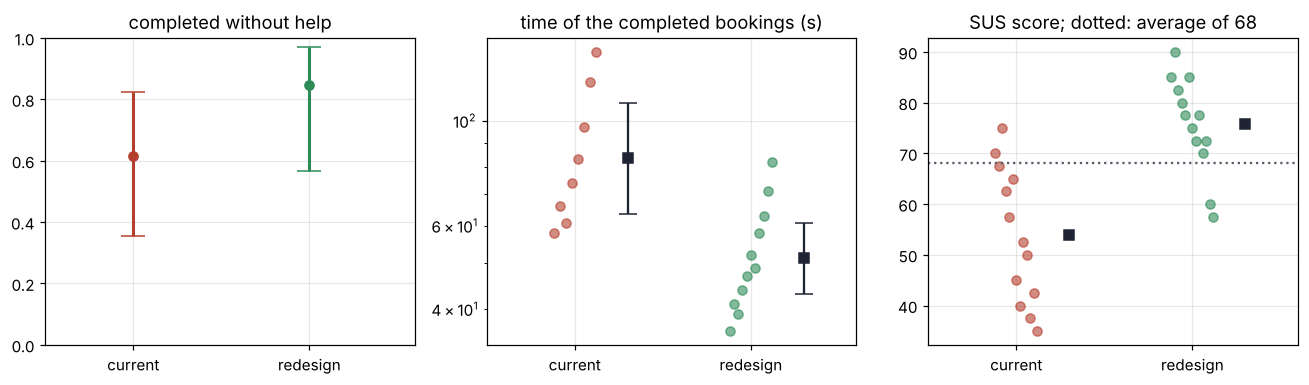 completed without help
1.0
0.8
0.6
0.4
0.2
0.0
current redesign
time of the completed bookings (s)
10²
6 × 10¹
4 × 10¹
current redesign
SUS score; dotted: average of 68
90
80
70
60
50
40
current redesign